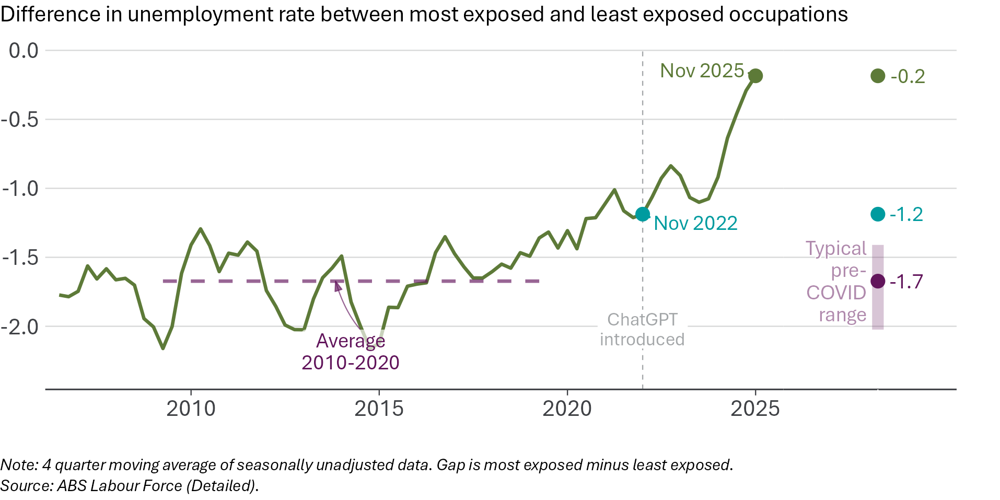 Difference in unemployment rate between most exposed and least exposed occupations
0.0
-0.5
-1.0
-1.5
-2.0
Nov 2025
-0.2
Nov 2022
-1.2
Typical
pre-
COVID
range
-1.7
ChatGPT
introduced
Average
2010-2020
2010
2015
2020
2025
Note: 4 quarter moving average of seasonally unadjusted data. Gap is most exposed minus least exposed.
Source: ABS Labour Force (Detailed).